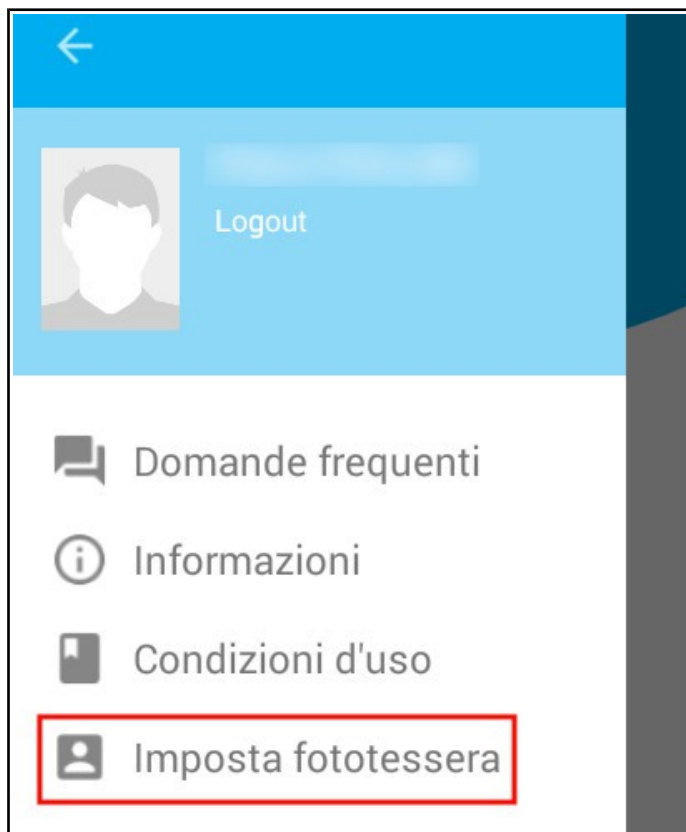 Logout
Domande frequenti
Informazioni
Condizioni d'uso
Imposta fototessera